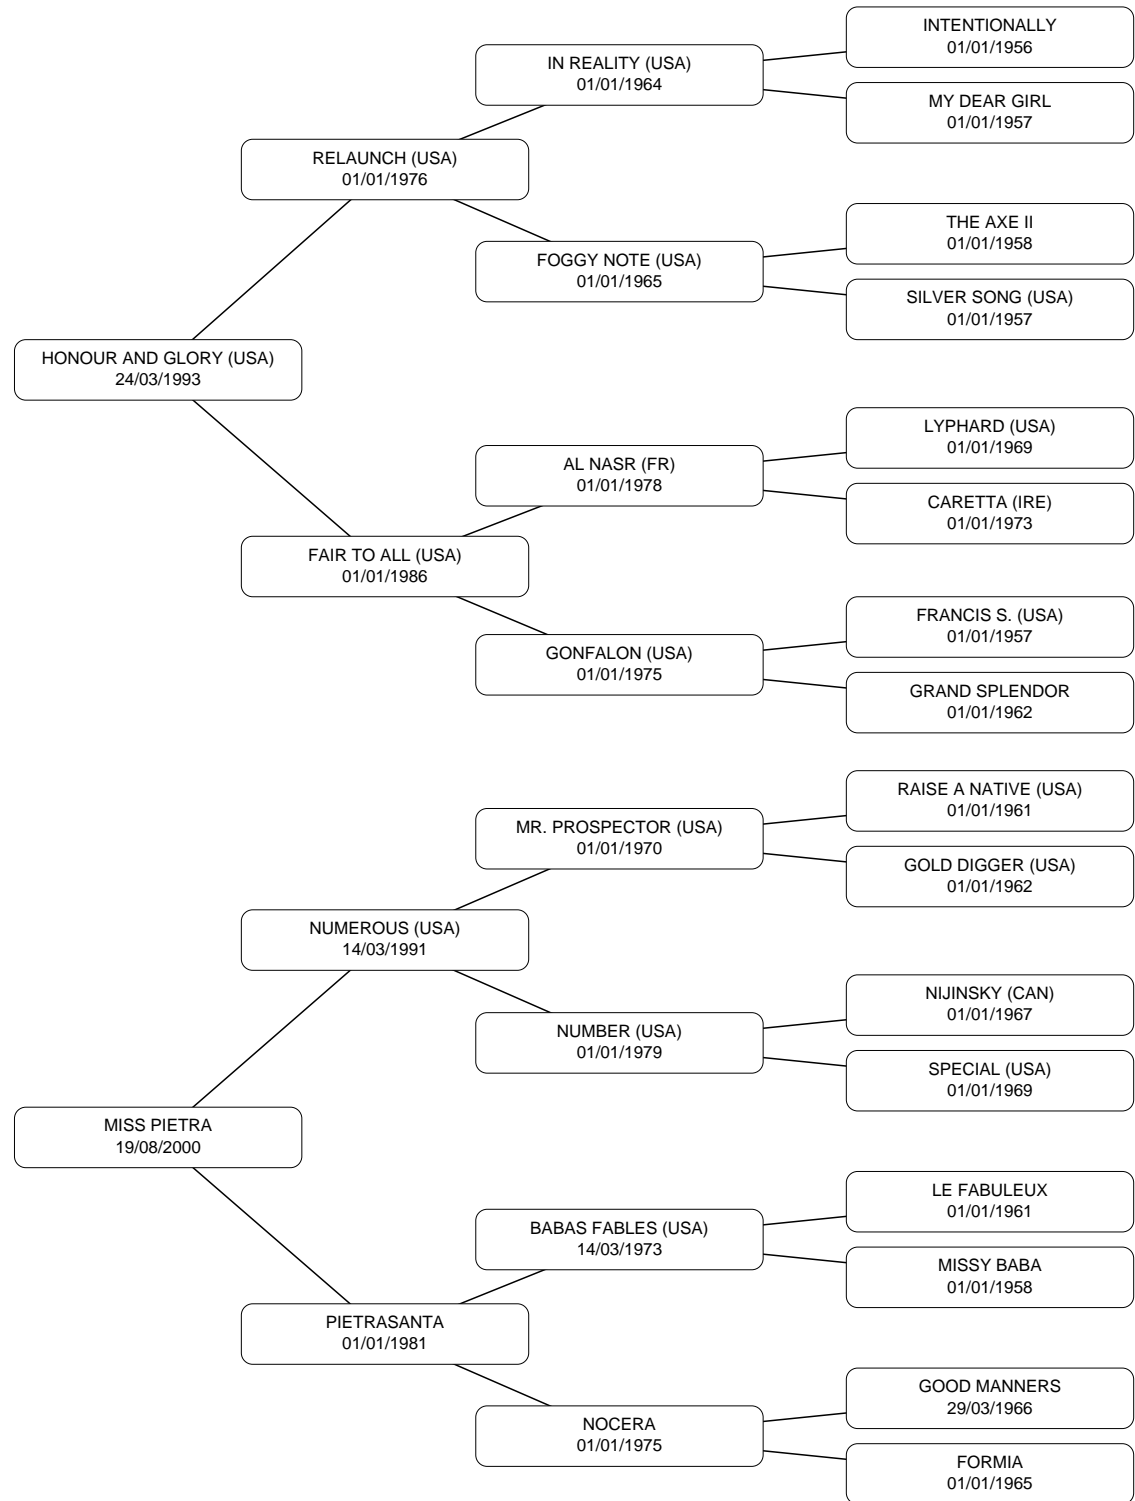 INTENTIONALLY
01/01/1956
IN REALITY (USA)
01/01/1964
MY DEAR GIRL
01/01/1957
RELAUNCH (USA)
01/01/1976
THE AXE II
01/01/1958
FOGGY NOTE (USA)
01/01/1965
SILVER SONG (USA)
01/01/1957
HONOUR AND GLORY (USA)
24/03/1993
LYPHARD (USA)
01/01/1969
AL NASR (FR)
01/01/1978
CARETTA (IRE)
01/01/1973
FAIR TO ALL (USA)
01/01/1986
FRANCIS S. (USA)
01/01/1957
GONFALON (USA)
01/01/1975
GRAND SPLENDOR
01/01/1962
RAISE A NATIVE (USA)
01/01/1961
MR. PROSPECTOR (USA)
01/01/1970
GOLD DIGGER (USA)
01/01/1962
NUMEROUS (USA)
14/03/1991
NIJINSKY (CAN)
01/01/1967
NUMBER (USA)
01/01/1979
SPECIAL (USA)
01/01/1969
MISS PIETRA
19/08/2000
LE FABULEUX
01/01/1961
BABAS FABLES (USA)
14/03/1973
MISSY BABA
01/01/1958
PIETRASANTA
01/01/1981
GOOD MANNERS
29/03/1966
NOCERA
01/01/1975
FORMIA
01/01/1965